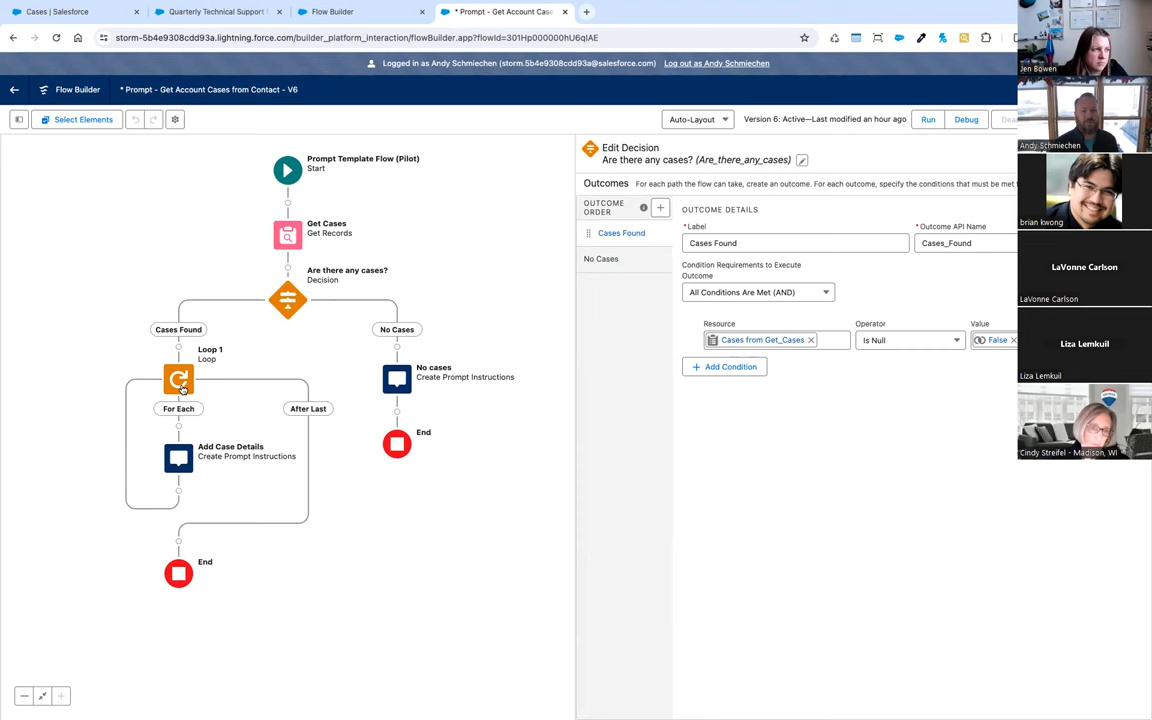 Cases | Salesforce
Quarterly Technical Support
Flow Builder
* Prompt - Get Account Case
storm-5b4e9308cdd93a.lightning.force.com/builder_platform_interaction/flowBuilder.app?flowId=301Hp000000hU6qIAE
Logged in as Andy Schmiechen (storm.5b4e9308cdd93a@salesforce.com) Log out as Andy Schmiechen
Flow Builder
* Prompt - Get Account Cases from Contact - V6
Select Elements
Auto-Layout
Version 6: Active—Last modified an hour ago
Run
Debug
Prompt Template Flow (Pilot)
Start
Get Cases
Get Records
Are there any cases?
Decision
Cases Found
No Cases
Loop 1
Loop
No cases
Create Prompt Instructions
For Each
After Last
Add Case Details
Create Prompt Instructions
End
End
Edit Decision
Are there any cases? (Are_there_any_cases)
Outcomes
For each path the flow can take, create an outcome. For each outcome, specify the conditions that must be met
OUTCOME
ORDER
Cases Found
No Cases
OUTCOME DETAILS
* Label
* Outcome API Name
Cases Found
Cases_Found
Condition Requirements to Execute
Outcome
All Conditions Are Met (AND)
Resource
Operator
Value
Cases from Get_Cases
Is Null
False
Add Condition
Jen Bowen
Andy Schmiechen
brian kwong
LaVonne Carlson
LaVonne Carlson
Liza Lemkuil
Liza Lemkuil
Cindy Streifel - Madison, WI